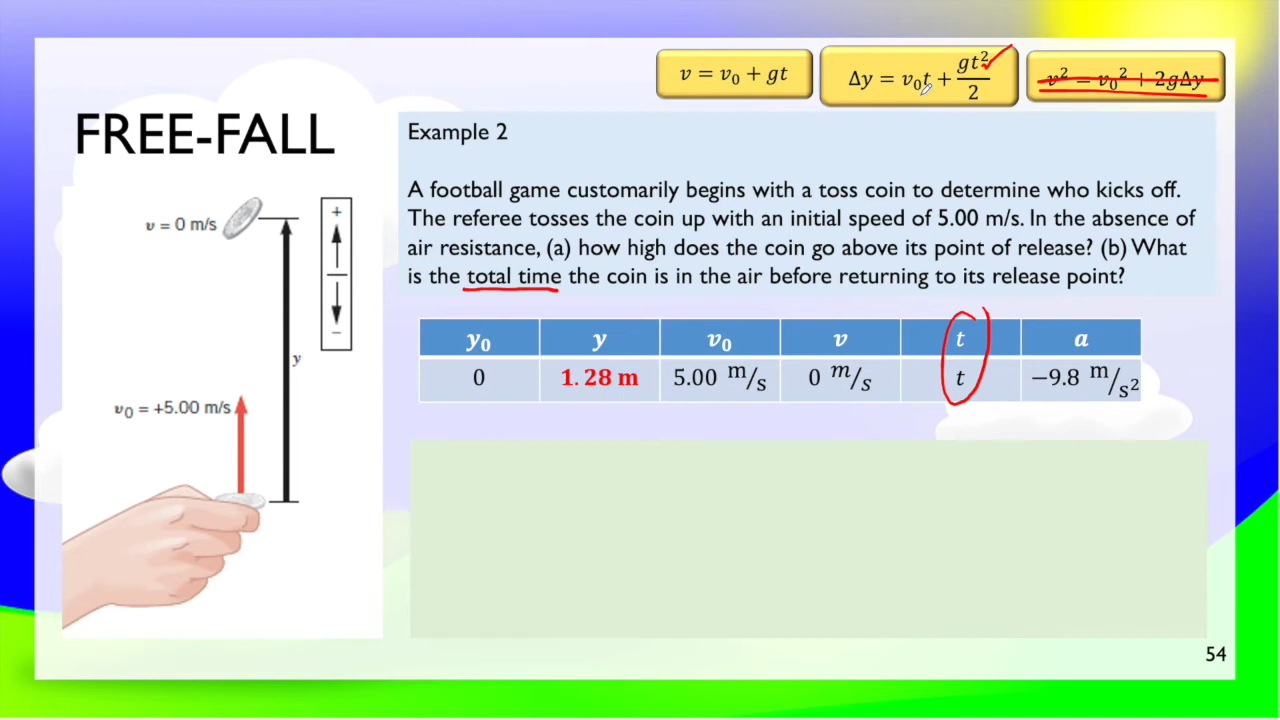 v = v₀ + gt
Δy = v₀t + gt²/2
v² = v₀² + 2gΔy
FREE-FALL
Example 2
A football game customarily begins with a toss coin to determine who kicks off.
The referee tosses the coin up with an initial speed of 5.00 m/s. In the absence of
air resistance, (a) how high does the coin go above its point of release? (b) What
is the total time the coin is in the air before returning to its release point?
v = 0 m/s
+
−
y
v₀ = +5.00 m/s
y₀ y v₀ v t a
0 1.28 m 5.00 m/s 0 m/s t −9.8 m/s²
54